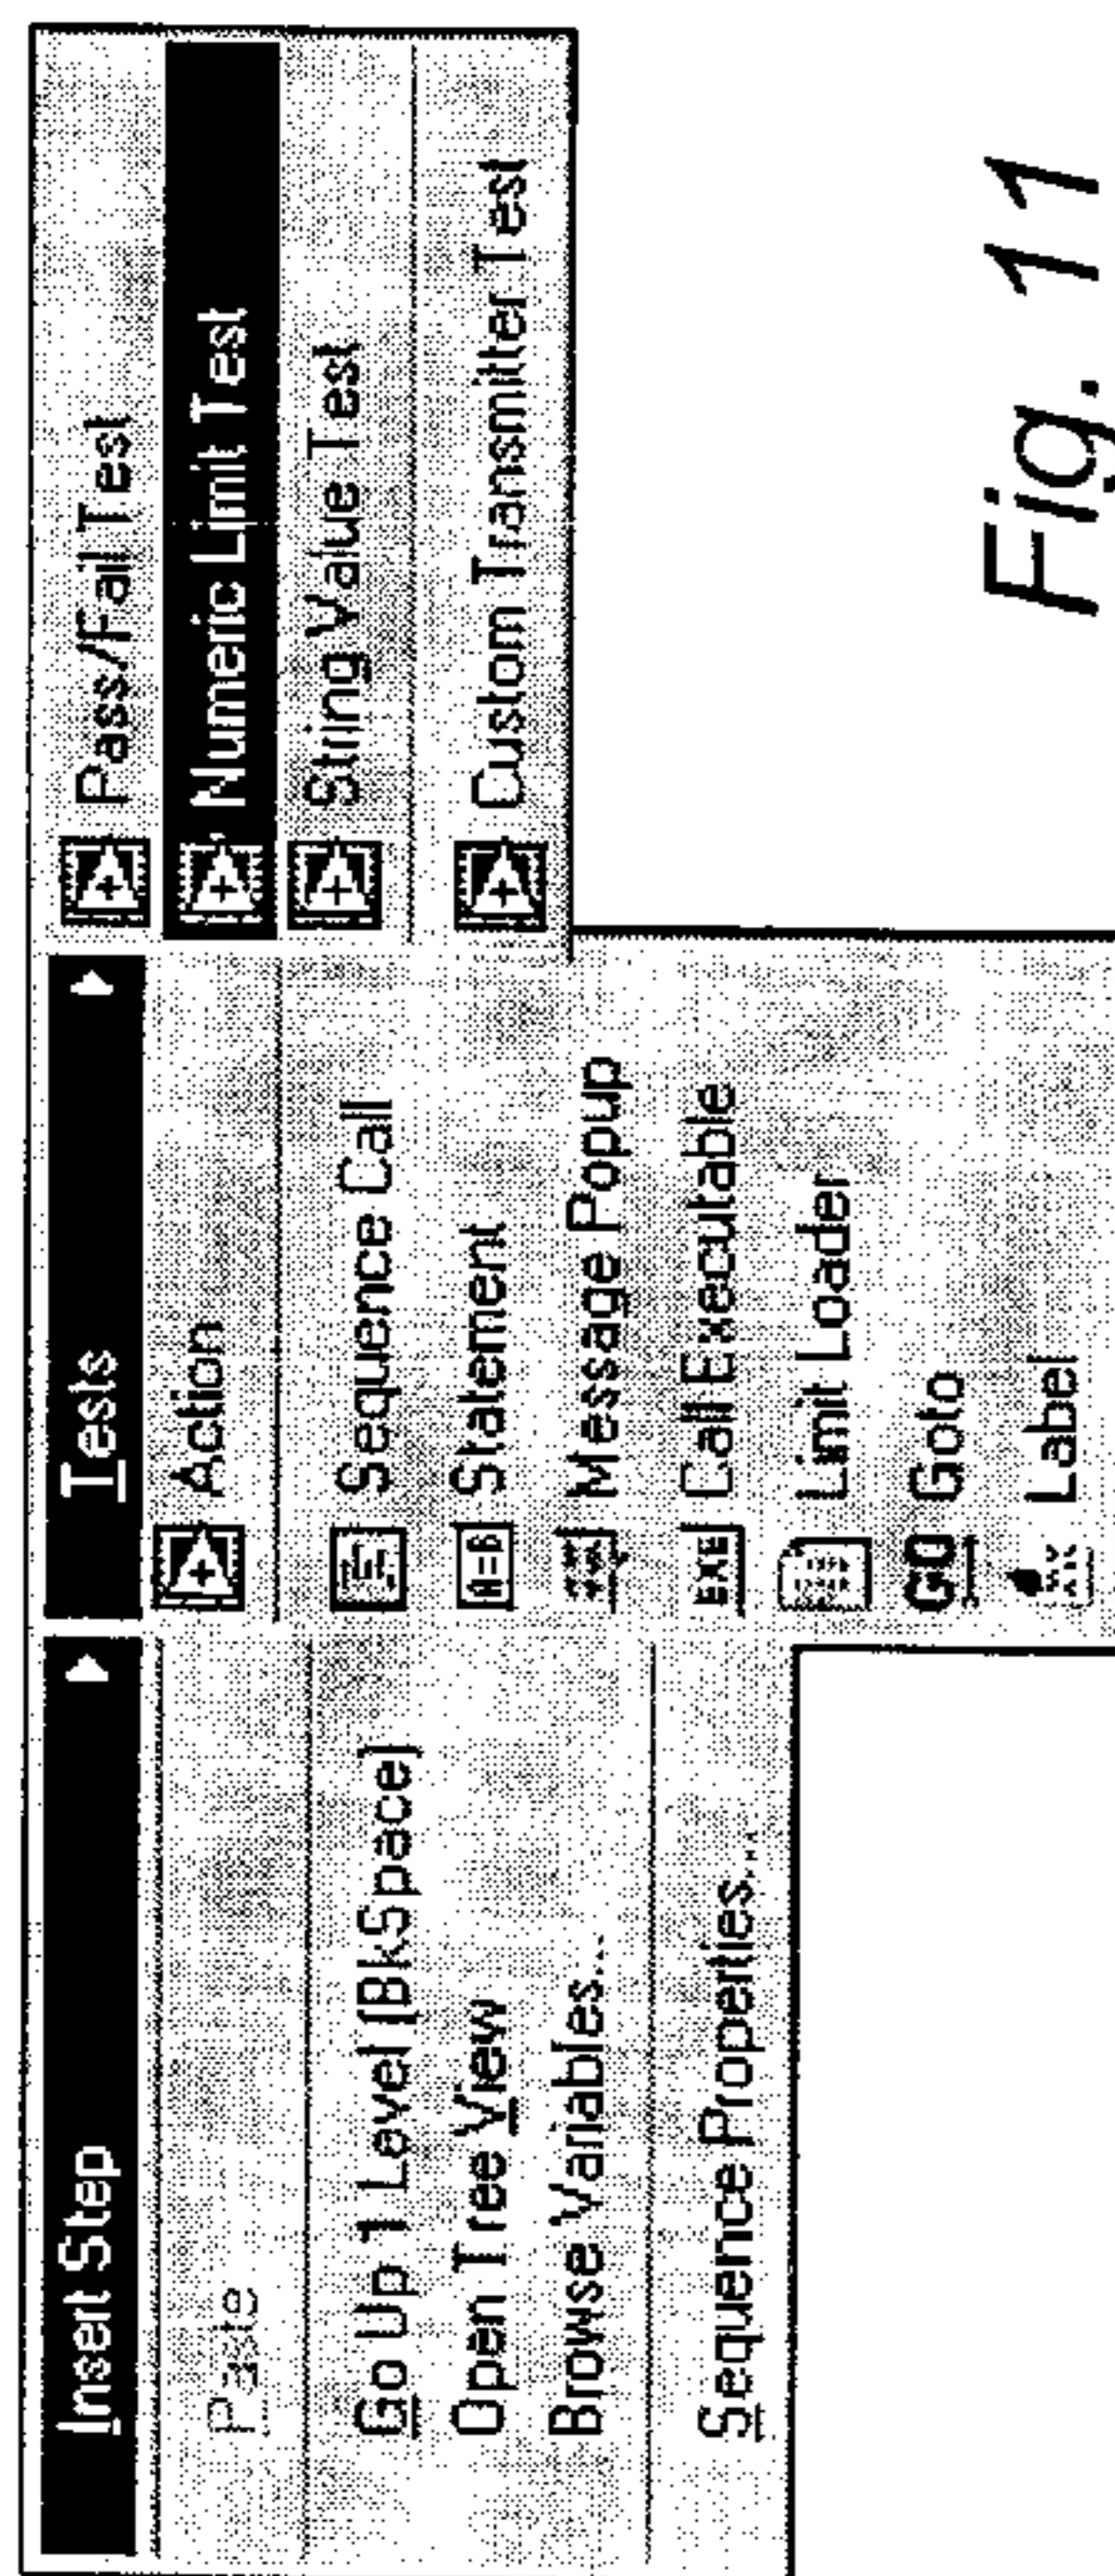 Insert Step
Paste
Go Up 1 Level (BkSpace)
Open Tree View
Browse Variables...
Sequence Properties...
Tests
Action
Sequence Call
A=B Statement
Message Popup
EXE Call Executable
Limit Loader
GO Goto
Label
Pass/Fail Test
Numeric Limit Test
String Value Test
Custom Transmitter Test
Fig. 11